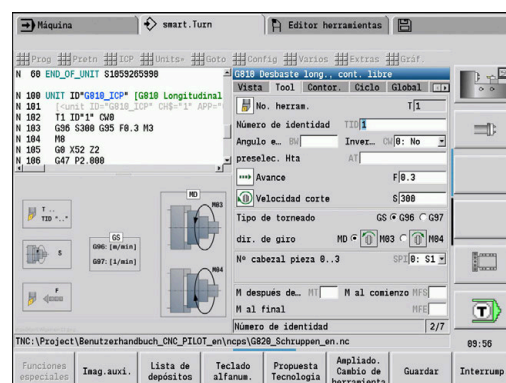 Máquina
smart.Turn
Editor herramientas
Prog Pretn ICP Units» Goto Config Varios Extras Gráf.
N 60 END_OF_UNIT S1859265998
N 100 UNIT ID"G810_ICP" [G810 Longitudinal
N 101 [<unit ID="G810_ICP" CH$="1" APP="
N 102 T1 ID"1" CW0
N 103 G96 S300 G95 F0.3 M3
N 104 M8
N 105 G0 X52 Z2
N 106 G47 P2.000
G810 Desbaste long., cont. libre
Vista Tool Contor. Ciclo Global
No. herram. T 1
Número de identidad TID 1
Angulo e… BW Inver… CW 0: No
preselec. Hta AT
Avance F 0.3
Velocidad corte S 300
Tipo de torneado GS G96 G97
dir. de giro MD M03 M04
Nº cabezal pieza 0..3 SPI 0: S1
M después de… MT M al comienzo MFS
M al final MFE
Número de identidad 2/7
T ..
TID ".."
S
F
GS
G96: [m/min]
G97: [1/min]
MD
M03
M04
TNC:\Project\Benutzerhandbuch_CNC_PILOT_en\ncps\G820_Schruppen_en.nc
09:56
T
Funciones especiales
Imag.auxi.
Lista de depósitos
Teclado alfanum.
Propuesta Tecnología
Ampliado. Cambio de herramienta
Guardar
Interrump